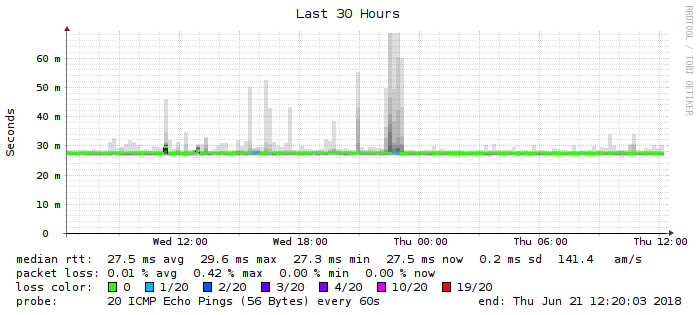 Last 30 Hours
RRDTOOL / TOBI OETIKER
Seconds
60 m
50 m
40 m
30 m
20 m
10 m
0
Wed 12:00 Wed 18:00 Thu 00:00 Thu 06:00 Thu 12:00
median rtt: 27.5 ms avg 29.6 ms max 27.3 ms min 27.5 ms now 0.2 ms sd 141.4 am/s
packet loss: 0.01 % avg 0.42 % max 0.00 % min 0.00 % now
loss color: 0 1/20 2/20 3/20 4/20 10/20 19/20
probe: 20 ICMP Echo Pings (56 Bytes) every 60s end: Thu Jun 21 12:20:03 2018